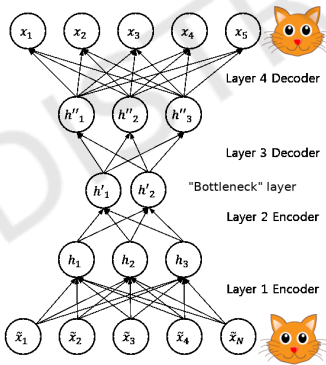 x₁ x₂ x₃ x₄ x₅
Layer 4 Decoder
h″₁ h″₂ h″₃
Layer 3 Decoder
h′₁ h′₂ "Bottleneck" layer
Layer 2 Encoder
h₁ h₂ h₃
Layer 1 Encoder
x̃₁ x̃₂ x̃₃ x̃₄ x̃_N